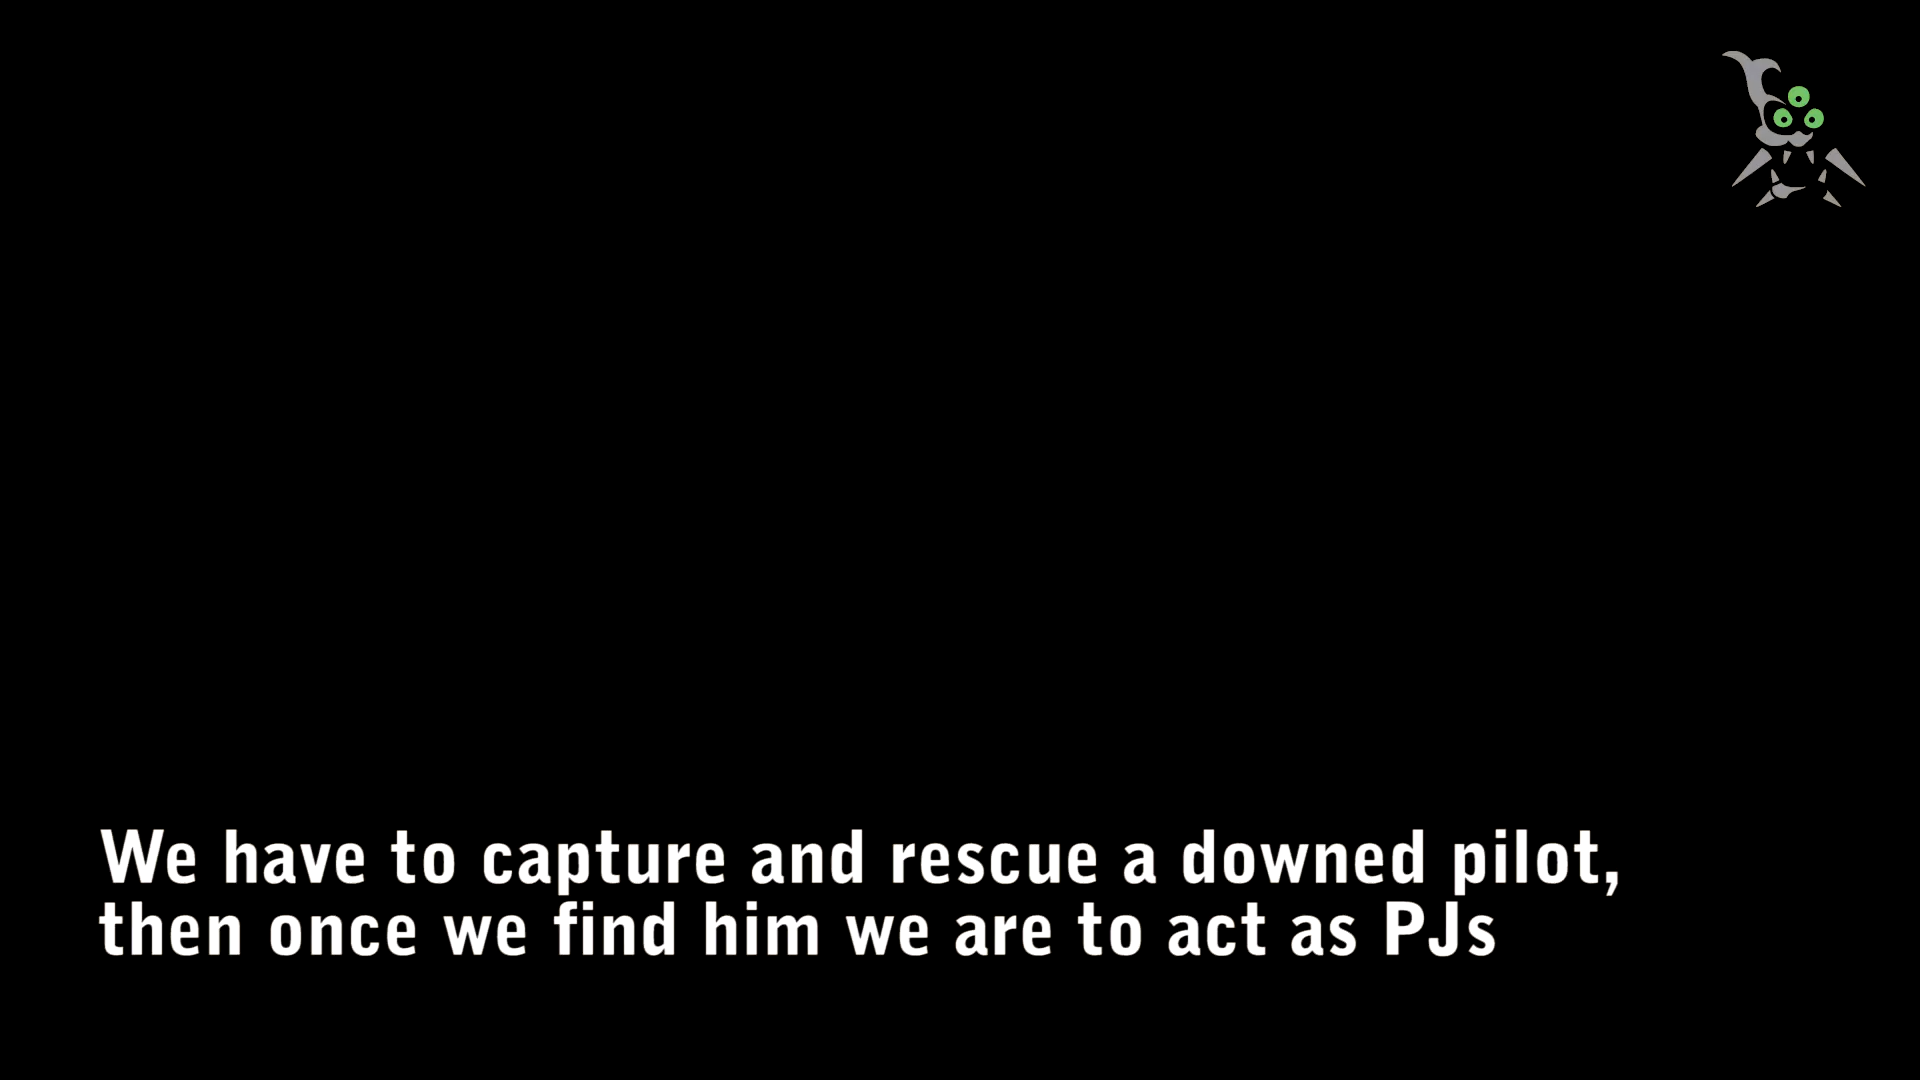 We have to capture and rescue a downed pilot,
then once we find him we are to act as PJs